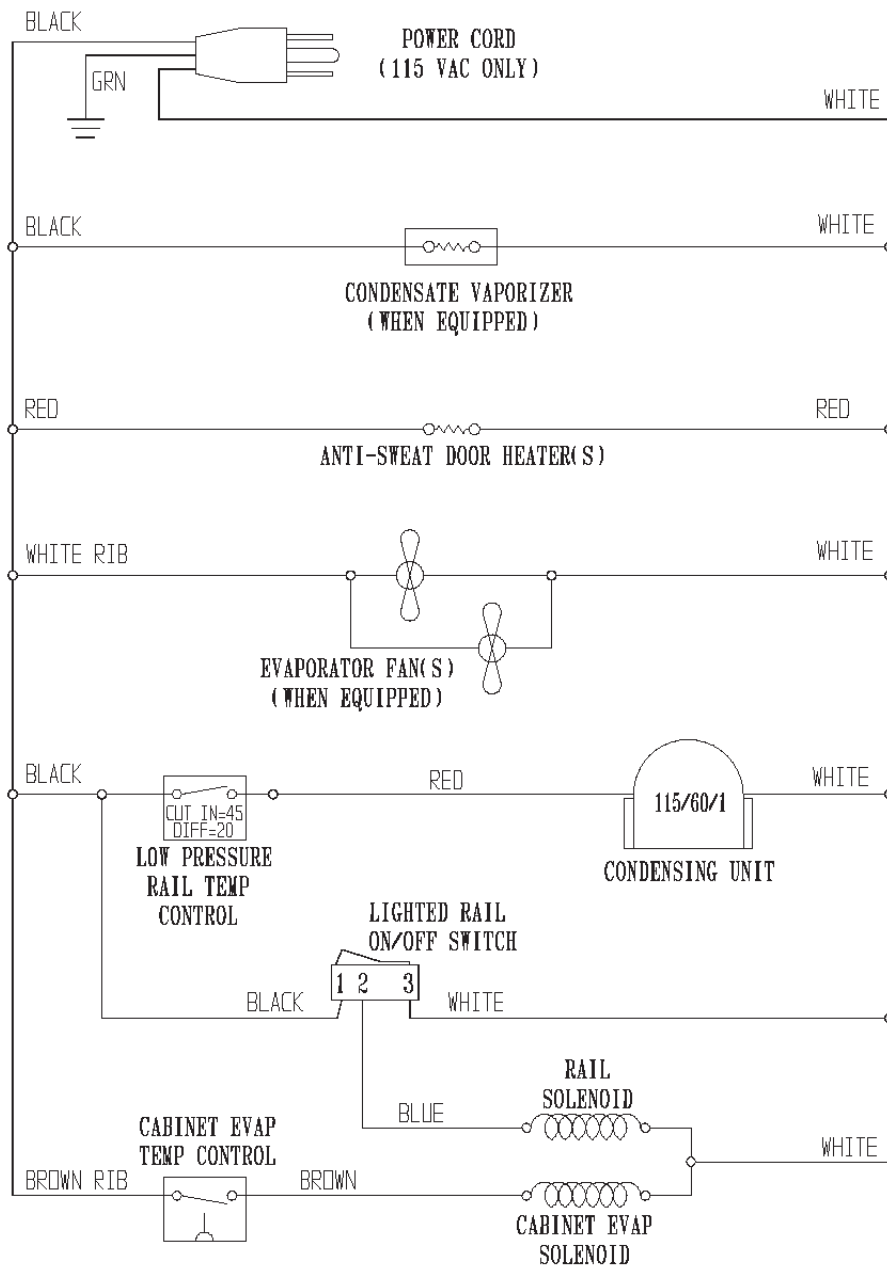 BLACK
POWER CORD
(115 VAC ONLY)
GRN
WHITE
BLACK
WHITE
CONDENSATE VAPORIZER
(WHEN EQUIPPED)
RED
RED
ANTI-SWEAT DOOR HEATER(S)
WHITE RIB
WHITE
EVAPORATOR FAN(S)
(WHEN EQUIPPED)
BLACK
RED
WHITE
CUT IN=45
DIFF=20
115/60/1
LOW PRESSURE
RAIL TEMP
CONTROL
CONDENSING UNIT
LIGHTED RAIL
ON/OFF SWITCH
1 2 3
BLACK
WHITE
RAIL
SOLENOID
BLUE
CABINET EVAP
TEMP CONTROL
WHITE
BROWN RIB
BROWN
CABINET EVAP
SOLENOID